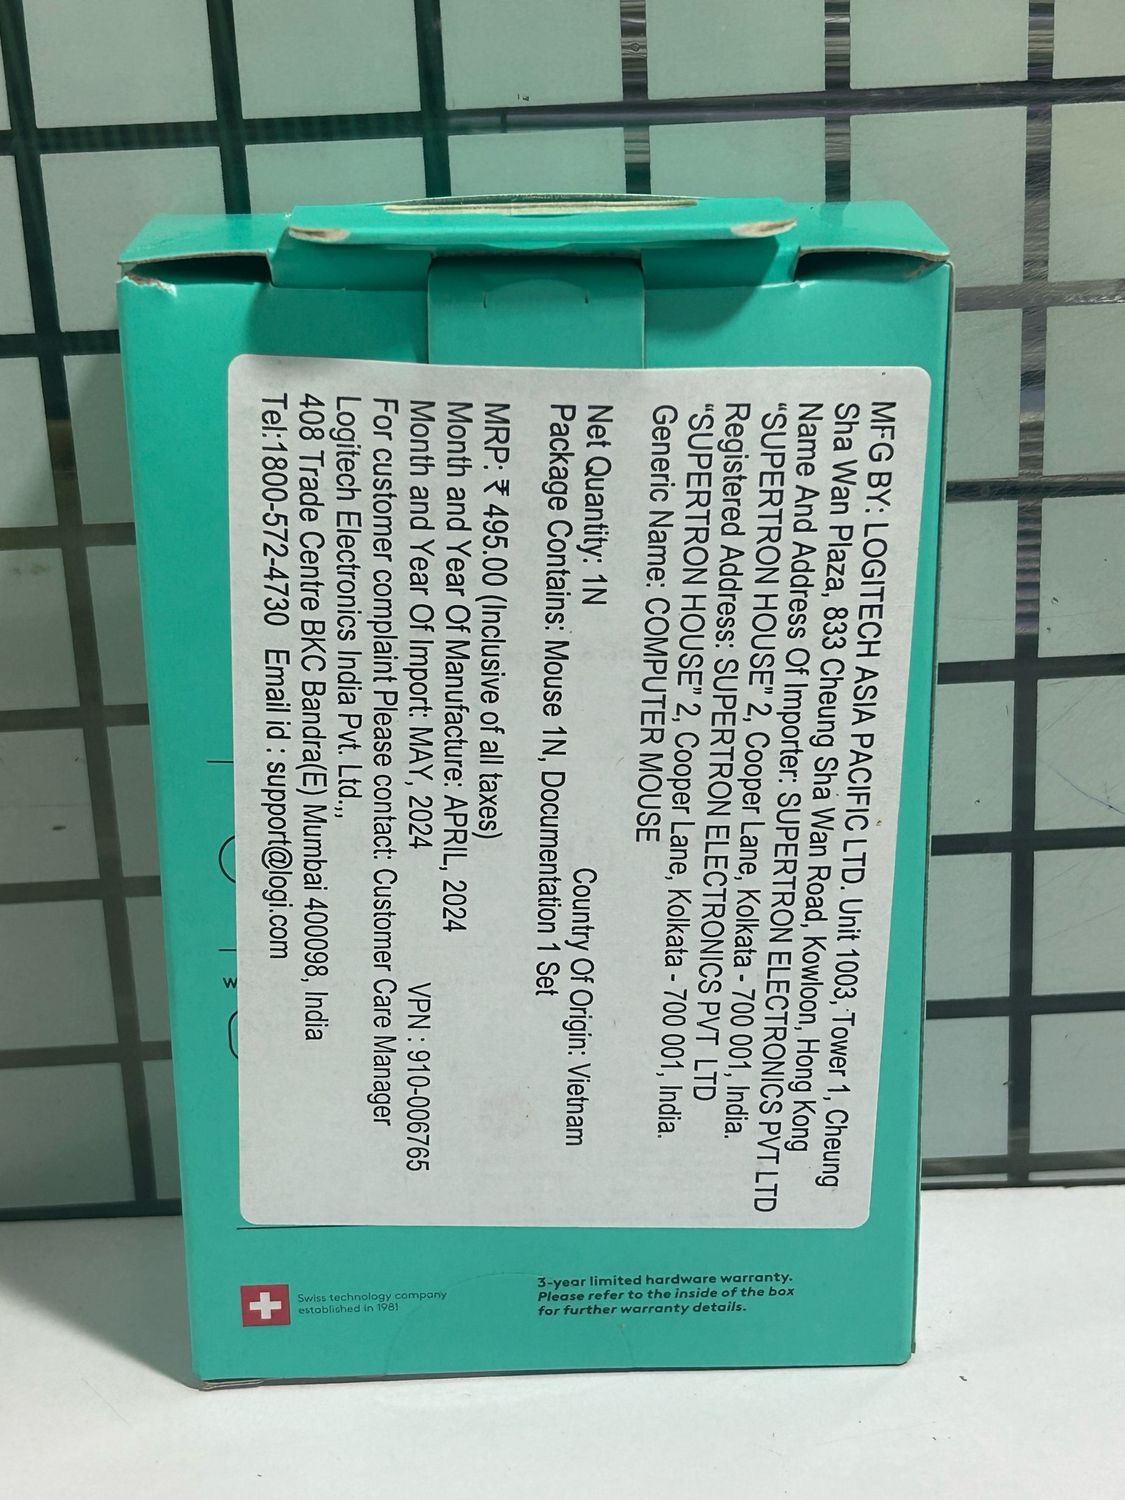 MFG BY: LOGITECH ASIA PACIFIC LTD. Unit 1003, Tower 1, Cheung
Sha Wan Plaza, 833 Cheung Sha Wan Road, Kowloon, Hong Kong
Name And Address Of Importer: SUPERTRON ELECTRONICS PVT LTD
“SUPERTRON HOUSE” 2, Cooper Lane, Kolkata - 700 001, India.
Registered Address: SUPERTRON ELECTRONICS PVT LTD
“SUPERTRON HOUSE” 2, Cooper Lane, Kolkata - 700 001, India.
Generic Name: COMPUTER MOUSE
Net Quantity: 1N Country Of Origin: Vietnam
Package Contains: Mouse 1N, Documentation 1 Set
MRP: ₹ 495.00 (Inclusive of all taxes)
Month and Year Of Manufacture: APRIL, 2024
Month and Year Of Import: MAY, 2024 VPN : 910-006765
For customer complaint Please contact: Customer Care Manager
Logitech Electronics India Pvt. Ltd.,,
408 Trade Centre BKC Bandra(E) Mumbai 400098, India
Tel:1800-572-4730 Email id : support@logi.com
Swiss technology company
established in 1981
3-year limited hardware warranty.
Please refer to the inside of the box
for further warranty details.